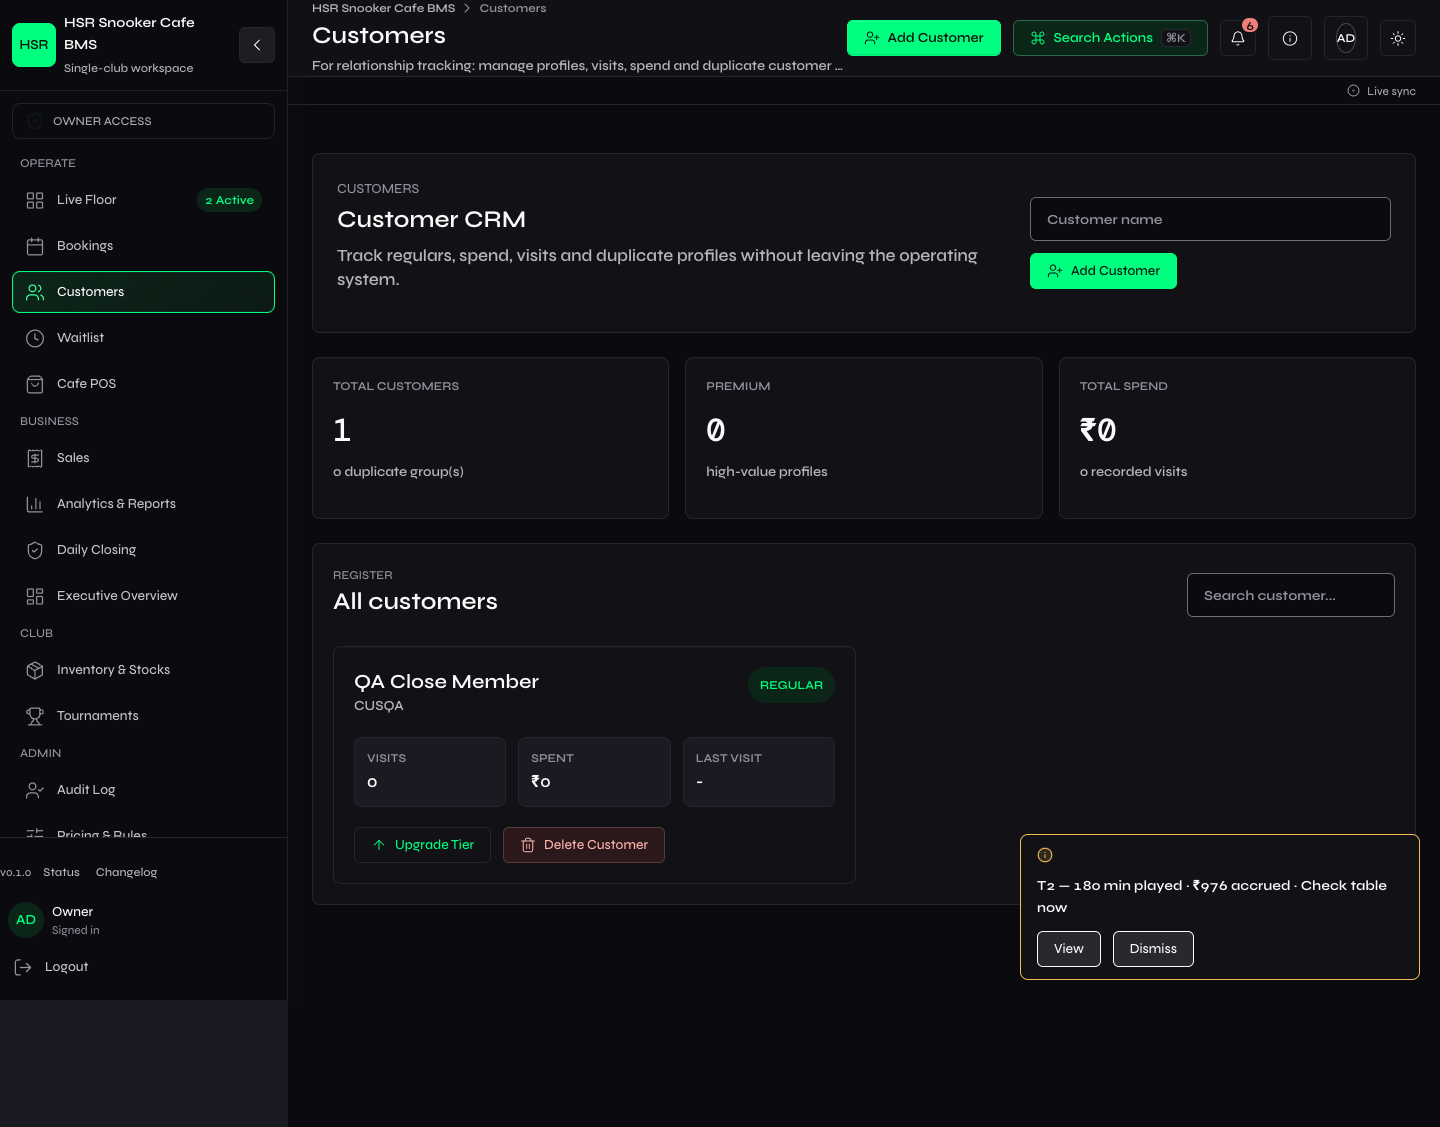 HSR
HSR Snooker Cafe
BMS
Single-club workspace
OWNER ACCESS
OPERATE
Live Floor
2 Active
Bookings
Customers
Waitlist
Cafe POS
BUSINESS
Sales
Analytics & Reports
Daily Closing
Executive Overview
CLUB
Inventory & Stocks
Tournaments
ADMIN
Audit Log
Pricing & Rules
v0.1.0 Status Changelog
AD
Owner
Signed in
Logout
HSR Snooker Cafe BMS > Customers
Customers
For relationship tracking: manage profiles, visits, spend and duplicate customer ...
Add Customer
Search Actions ⌘K
6
AD
Live sync
CUSTOMERS
Customer CRM
Track regulars, spend, visits and duplicate profiles without leaving the operating
system.
Customer name
Add Customer
TOTAL CUSTOMERS
1
0 duplicate group(s)
PREMIUM
0
high-value profiles
TOTAL SPEND
₹0
0 recorded visits
REGISTER
All customers
Search customer...
QA Close Member
CUSQA
REGULAR
VISITS
0
SPENT
₹0
LAST VISIT
-
Upgrade Tier
Delete Customer
T2 — 180 min played · ₹976 accrued · Check table
now
View
Dismiss